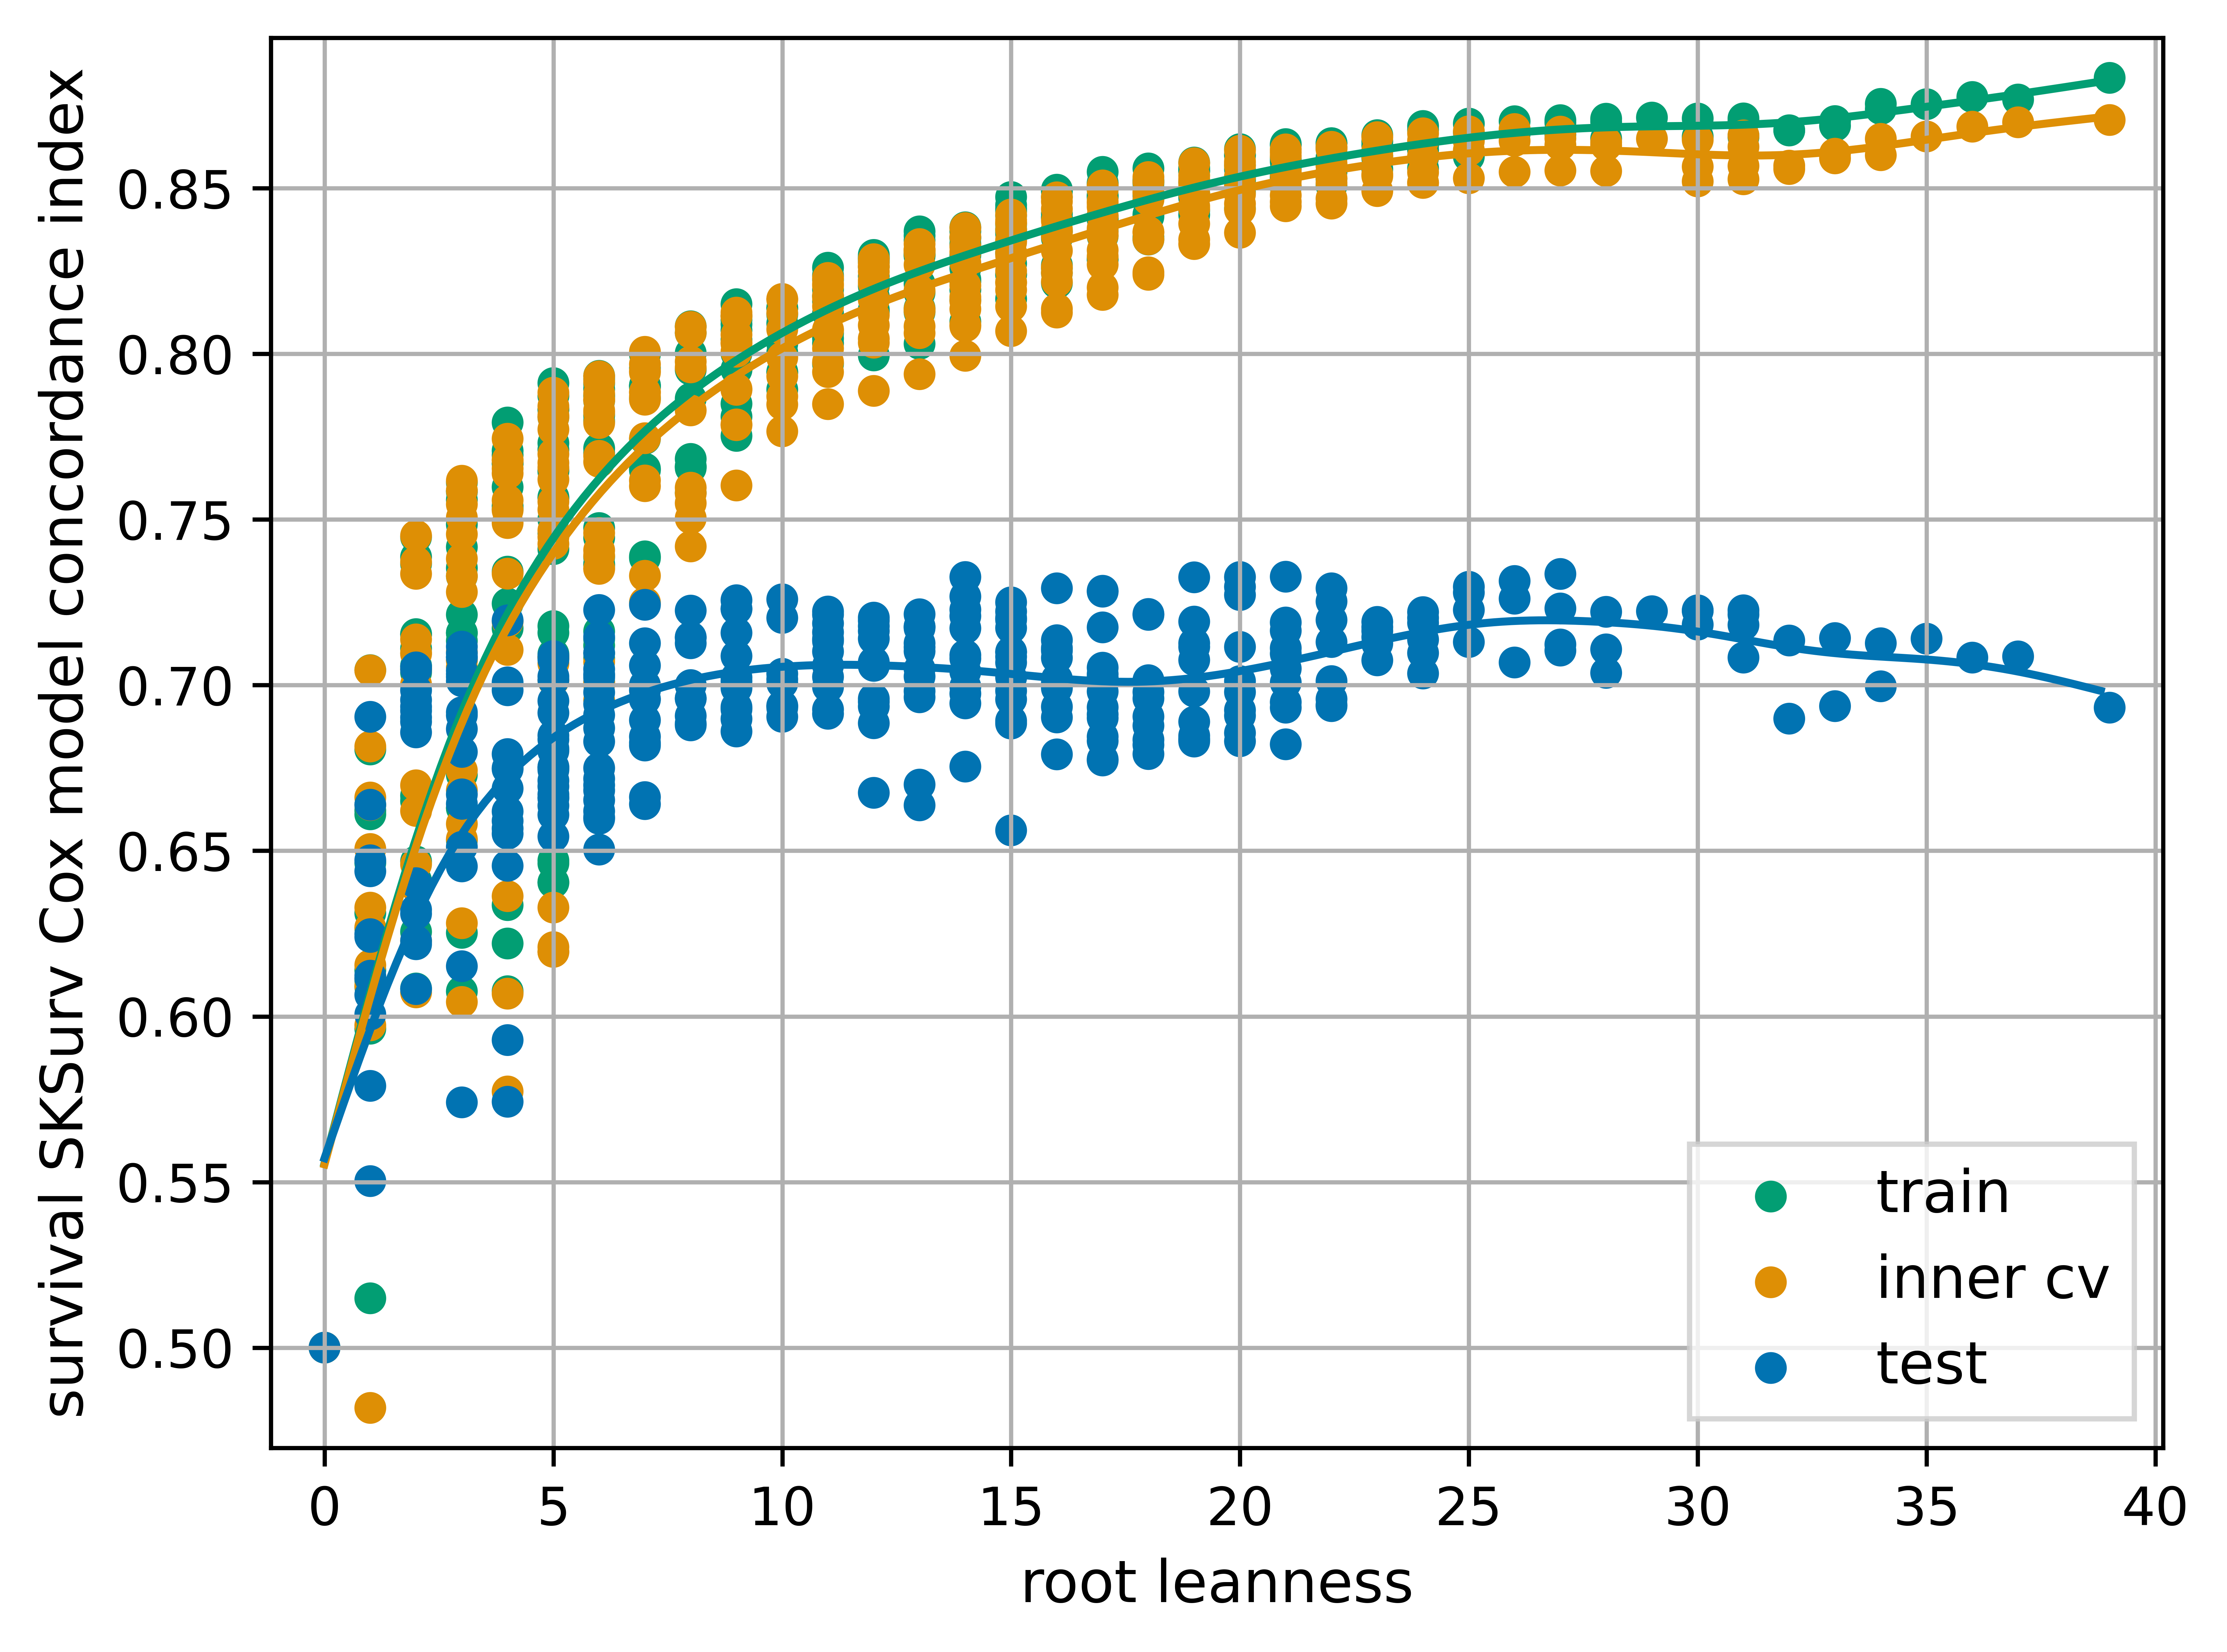 survival SKSurv Cox model concordance index
0.85
0.80
0.75
0.70
0.65
0.60
0.55
0.50
train
inner cv
test
0 5 10 15 20 25 30 35 40
root leanness